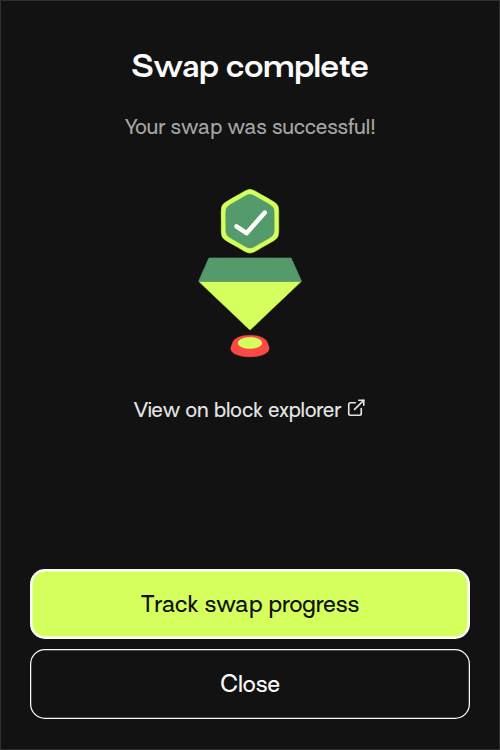 Swap complete
Your swap was successful!
View on block explorer
Track swap progress
Close